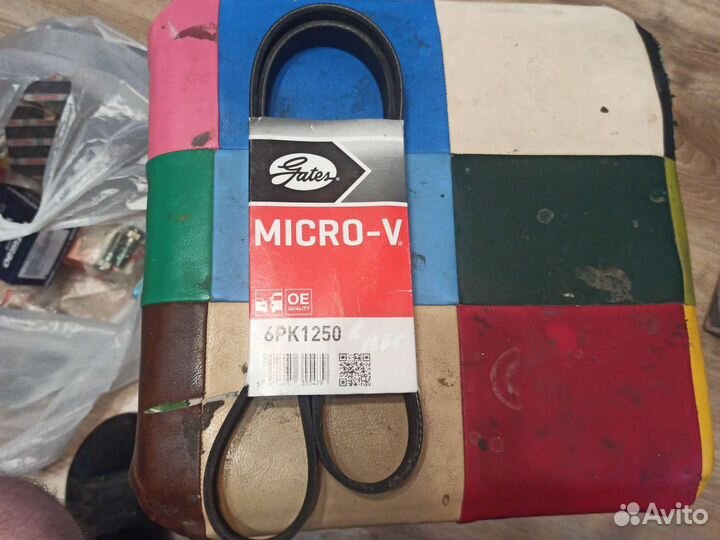 Gates
MICRO-V®
OE
QUALITY
6PK1250
Avito